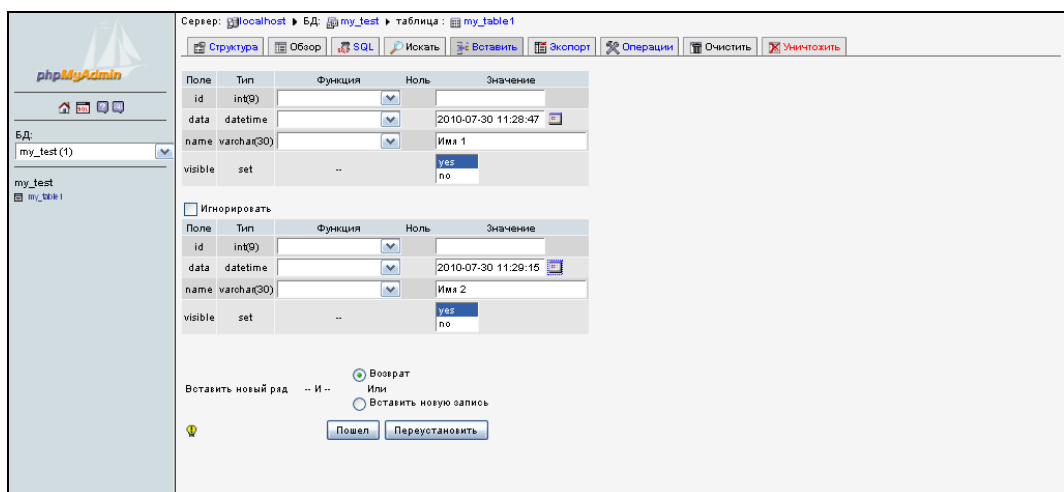 phpMyAdmin
БД:
my_test (1)
my_test
my_table1
Сервер: localhost ▶ БД: my_test ▶ таблица : my_table1
Структура Обзор SQL Искать Вставить Экспорт Операции Очистить Уничтожить
Поле Тип Функция Ноль Значение
id int(9)
data datetime 2010-07-30 11:28:47
name varchar(30) Имя 1
visible set -- yes
no
Игнорировать
Поле Тип Функция Ноль Значение
id int(9)
data datetime 2010-07-30 11:29:15
name varchar(30) Имя 2
visible set -- yes
no
Возврат
Вставить новый ряд -- И -- Или
Вставить новую запись
Пошел Переустановить